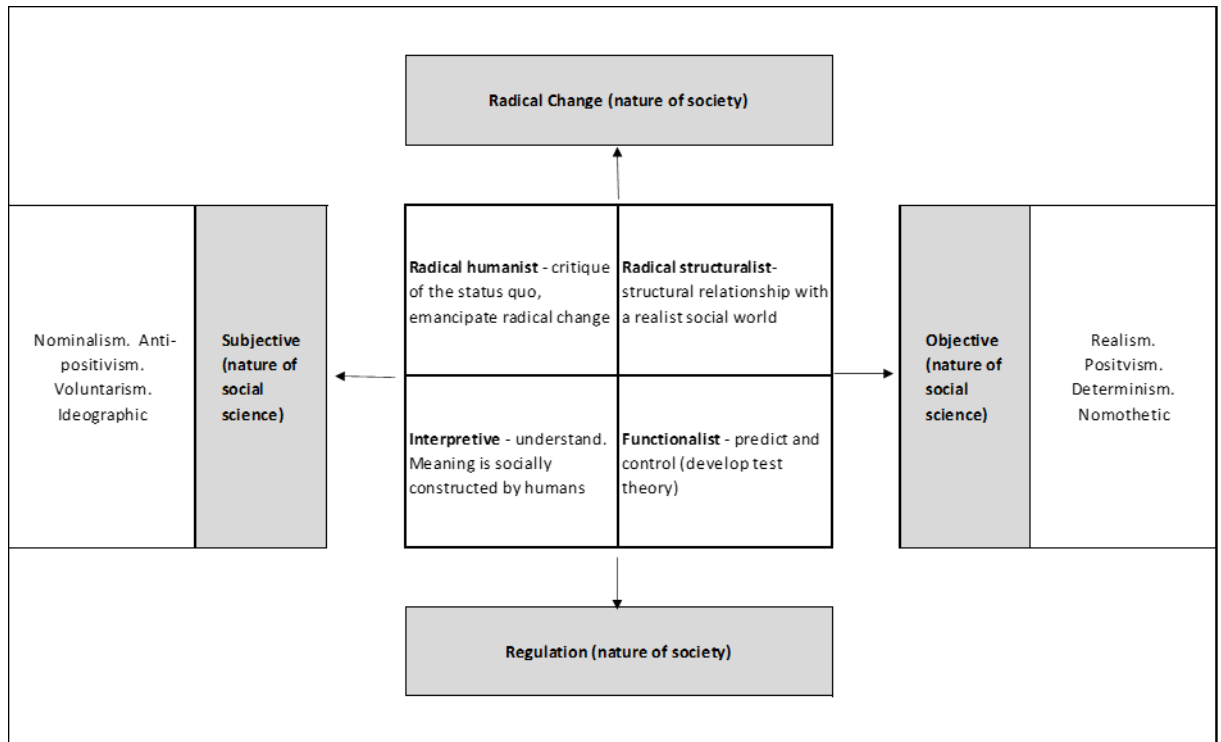 Radical Change (nature of society)
Nominalism. Anti-
positivism.
Voluntarism.
Ideographic
Subjective
(nature of
social
science)
Radical humanist - critique
of the status quo,
emancipate radical change
Radical structuralist-
structural relationship with
a realist social world
Interpretive - understand.
Meaning is socially
constructed by humans
Functionalist - predict and
control (develop test
theory)
Objective
(nature of
social
science)
Realism.
Positvism.
Determinism.
Nomothetic
Regulation (nature of society)